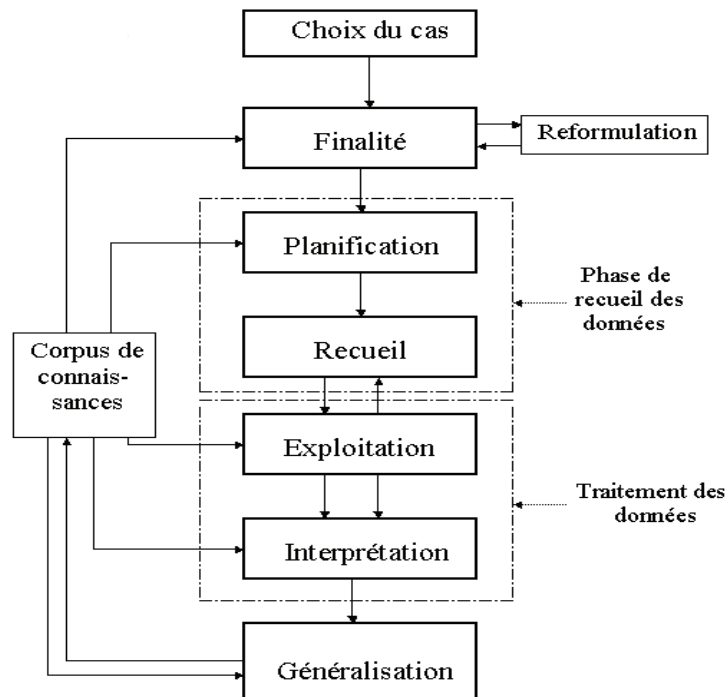 Choix du cas
Finalité
Reformulation
Planification
Phase de
recueil des
données
Recueil
Corpus de
connais-
sances
Exploitation
Traitement des
données
Interprétation
Généralisation